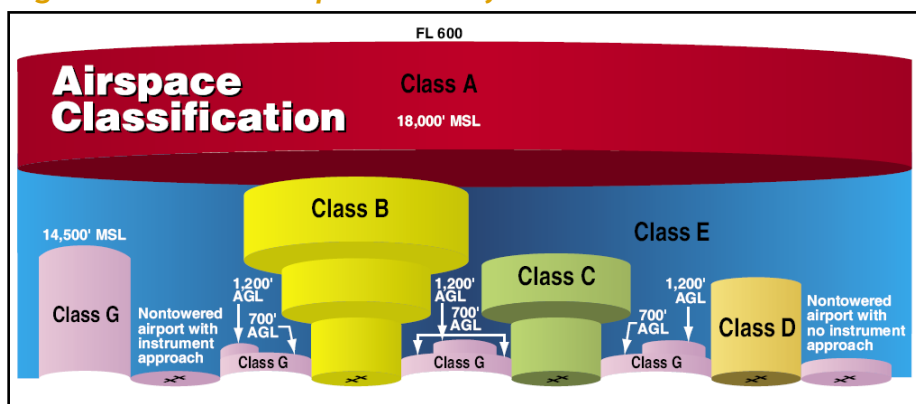 FL 600
Airspace
Classification
Class A
18,000' MSL
Class B
Class E
14,500' MSL
Class C
1,200'
AGL
1,200'
AGL
1,200'
AGL
Class G
Nontowered
airport with
instrument
approach
700'
AGL
700'
AGL
700'
AGL
Class D
Nontowered
airport with
no instrument
approach
Class G
Class G
Class G